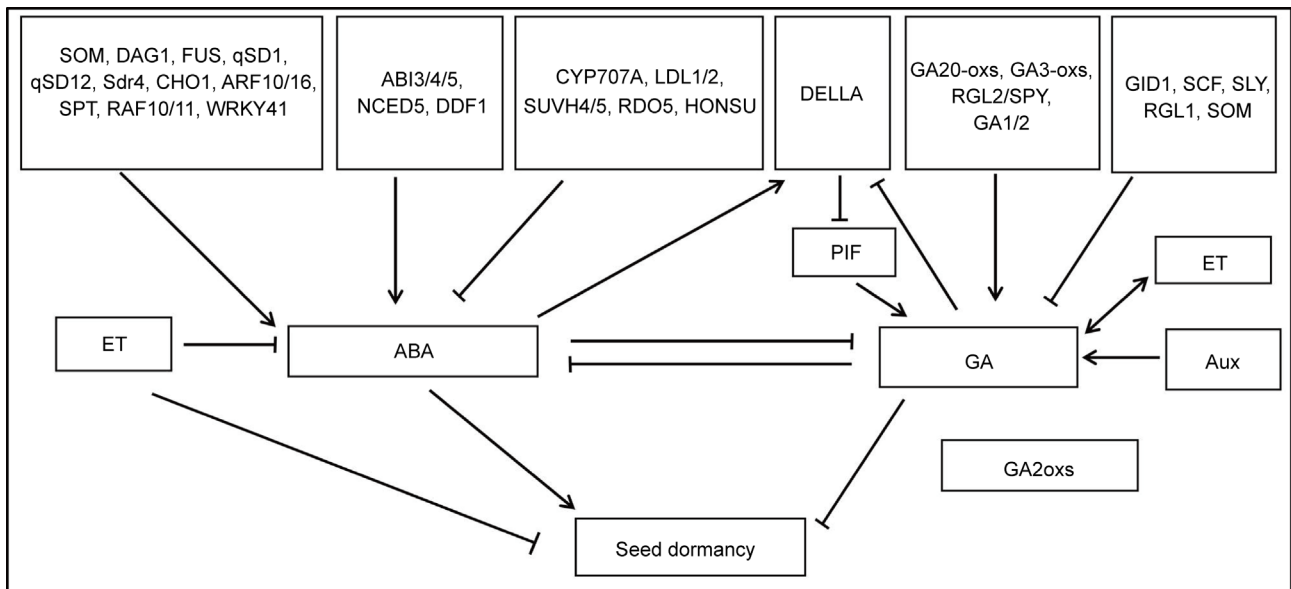 SOM, DAG1, FUS, qSD1,
qSD12, Sdr4, CHO1, ARF10/16,
SPT, RAF10/11, WRKY41
ABI3/4/5,
NCED5, DDF1
CYP707A, LDL1/2,
SUVH4/5, RDO5, HONSU
DELLA
GA20-oxs, GA3-oxs,
RGL2/SPY,
GA1/2
GID1, SCF, SLY,
RGL1, SOM
PIF
ET
ET
ABA
GA
Aux
GA2oxs
Seed dormancy